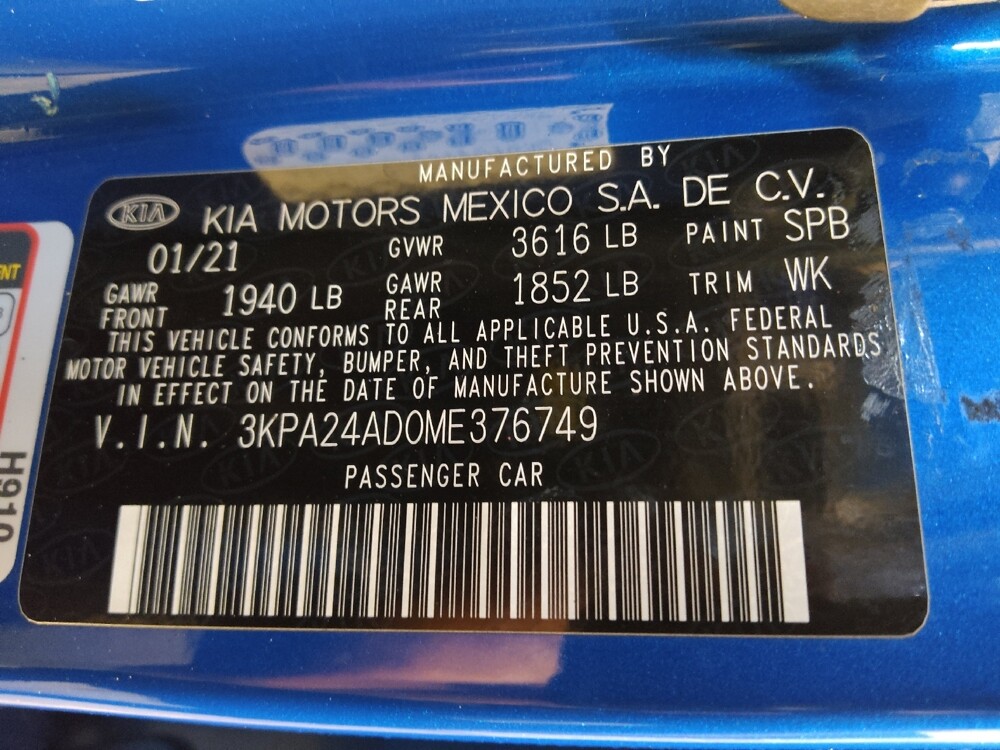 MANUFACTURED BY
KIA KIA MOTORS MEXICO S.A. DE C.V.
01/21 GVWR 3616 LB PAINT SPB
GAWR FRONT 1940 LB GAWR REAR 1852 LB TRIM WK
THIS VEHICLE CONFORMS TO ALL APPLICABLE U.S.A. FEDERAL
MOTOR VEHICLE SAFETY, BUMPER, AND THEFT PREVENTION STANDARDS
IN EFFECT ON THE DATE OF MANUFACTURE SHOWN ABOVE.
V.I.N. 3KPA24AD0ME376749
PASSENGER CAR
H910